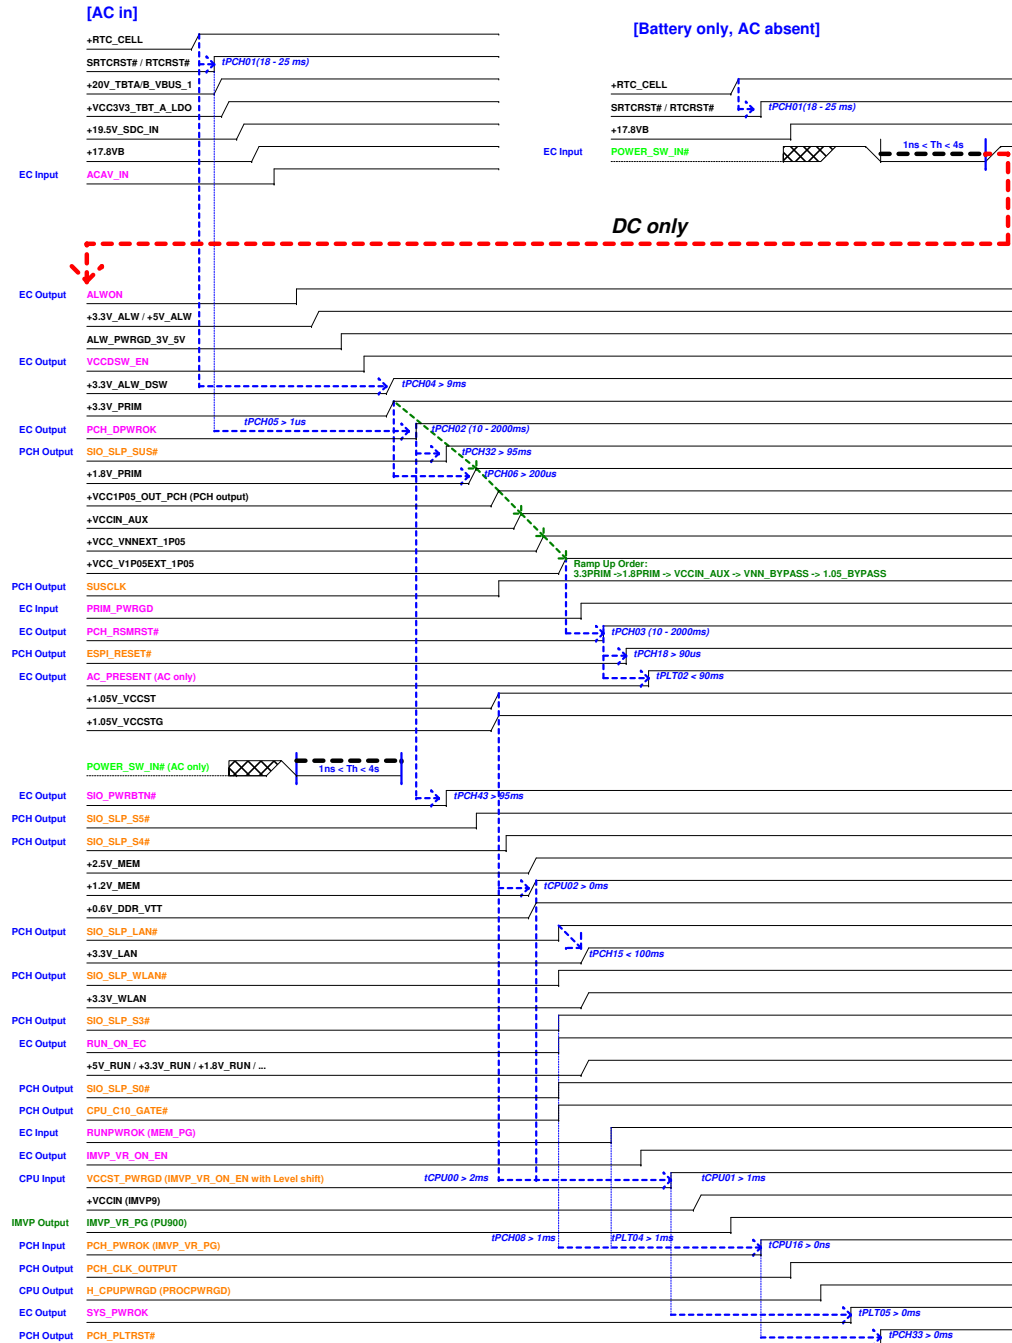 [AC in]
[Battery only, AC absent]
+RTC_CELL
SRTCRST# / RTCRST#
tPCH01(18 - 25 ms)
+20V_TBTA/B_VBUS_1
+VCC3V3_TBT_A_LDO
+19.5V_SDC_IN
+17.8VB
EC Input
ACAV_IN
+RTC_CELL
SRTCRST# / RTCRST#
tPCH01(18 - 25 ms)
+17.8VB
EC Input
POWER_SW_IN#
1ns < Th < 4s
DC only
EC Output
ALWON
+3.3V_ALW / +5V_ALW
ALW_PWRGD_3V_5V
EC Output
VCCDSW_EN
+3.3V_ALW_DSW
tPCH04 > 9ms
+3.3V_PRIM
tPCH05 > 1us
EC Output
PCH_DPWROK
tPCH02 (10 - 2000ms)
PCH Output
SIO_SLP_SUS#
tPCH32 > 95ms
+1.8V_PRIM
tPCH06 > 200us
+VCC1P05_OUT_PCH (PCH output)
+VCCIN_AUX
+VCC_VNNEXT_1P05
+VCC_V1P05EXT_1P05
Ramp Up Order:
3.3PRIM ->1.8PRIM -> VCCIN_AUX -> VNN_BYPASS -> 1.05_BYPASS
PCH Output
SUSCLK
EC Input
PRIM_PWRGD
EC Output
PCH_RSMRST#
tPCH03 (10 - 2000ms)
PCH Output
ESPI_RESET#
tPCH18 > 90us
EC Output
AC_PRESENT (AC only)
tPLT02 < 90ms
+1.05V_VCCST
+1.05V_VCCSTG
POWER_SW_IN# (AC only)
1ns < Th < 4s
EC Output
SIO_PWRBTN#
tPCH43 > 95ms
PCH Output
SIO_SLP_S5#
PCH Output
SIO_SLP_S4#
+2.5V_MEM
+1.2V_MEM
tCPU02 > 0ms
+0.6V_DDR_VTT
PCH Output
SIO_SLP_LAN#
+3.3V_LAN
tPCH15 < 100ms
PCH Output
SIO_SLP_WLAN#
+3.3V_WLAN
PCH Output
SIO_SLP_S3#
EC Output
RUN_ON_EC
+5V_RUN / +3.3V_RUN / +1.8V_RUN / ...
PCH Output
SIO_SLP_S0#
PCH Output
CPU_C10_GATE#
EC Input
RUNPWROK (MEM_PG)
EC Output
IMVP_VR_ON_EN
CPU Input
VCCST_PWRGD (IMVP_VR_ON_EN with Level shift)
tCPU00 > 2ms
tCPU01 > 1ms
+VCCIN (IMVP9)
IMVP Output
IMVP_VR_PG (PU900)
PCH Input
PCH_PWROK (IMVP_VR_PG)
tPCH08 > 1ms
tPLT04 > 1ms
tCPU16 > 0ns
PCH Output
PCH_CLK_OUTPUT
CPU Output
H_CPUPWRGD (PROCPWRGD)
EC Output
SYS_PWROK
tPLT05 > 0ms
PCH Output
PCH_PLTRST#
tPCH33 > 0ms